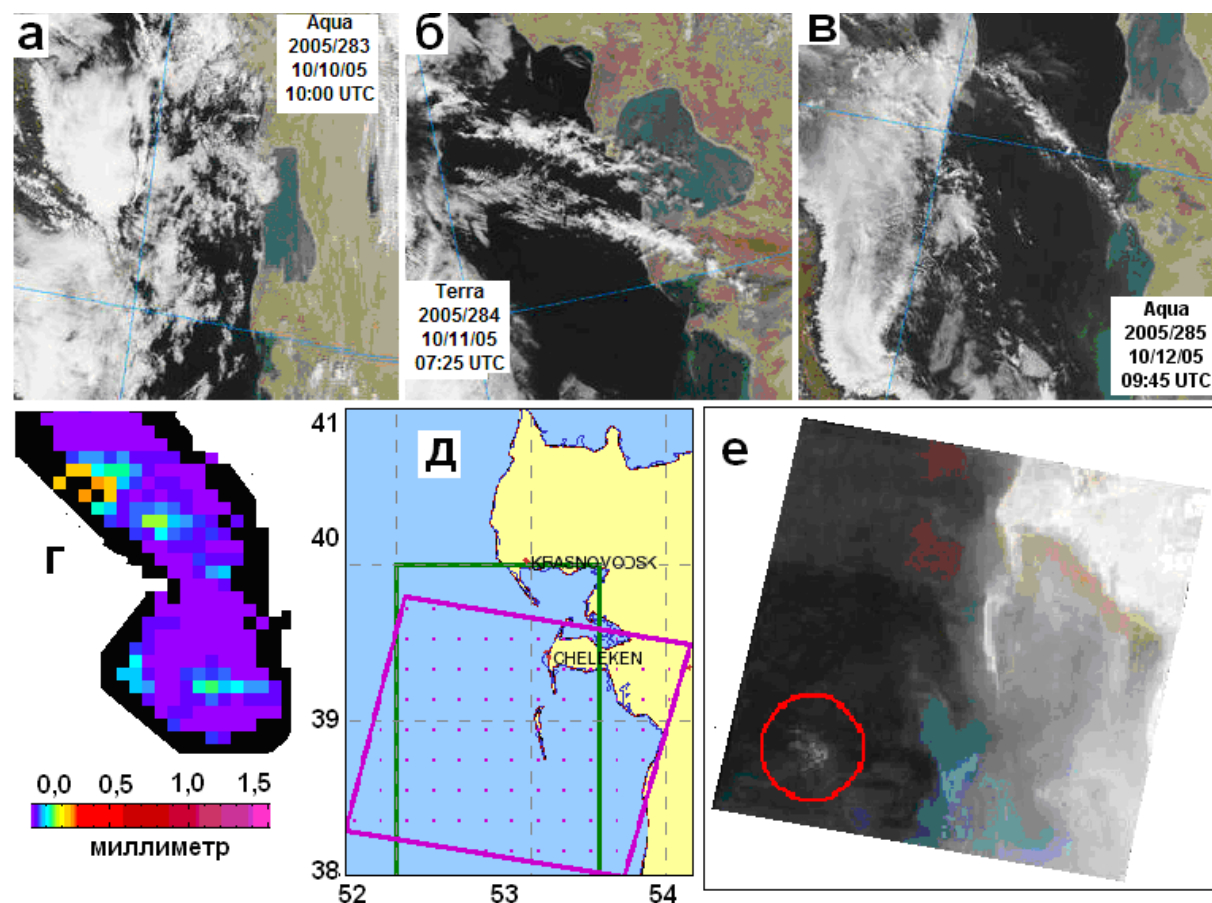 а
Aqua
2005/283
10/10/05
10:00 UTC
б
Terra
2005/284
10/11/05
07:25 UTC
в
Aqua
2005/285
10/12/05
09:45 UTC
г
0,0 0,5 1,0 1,5
миллиметр
д
41
40
39
38
52 53 54
KRASNOVODSK
CHELEKEN
е